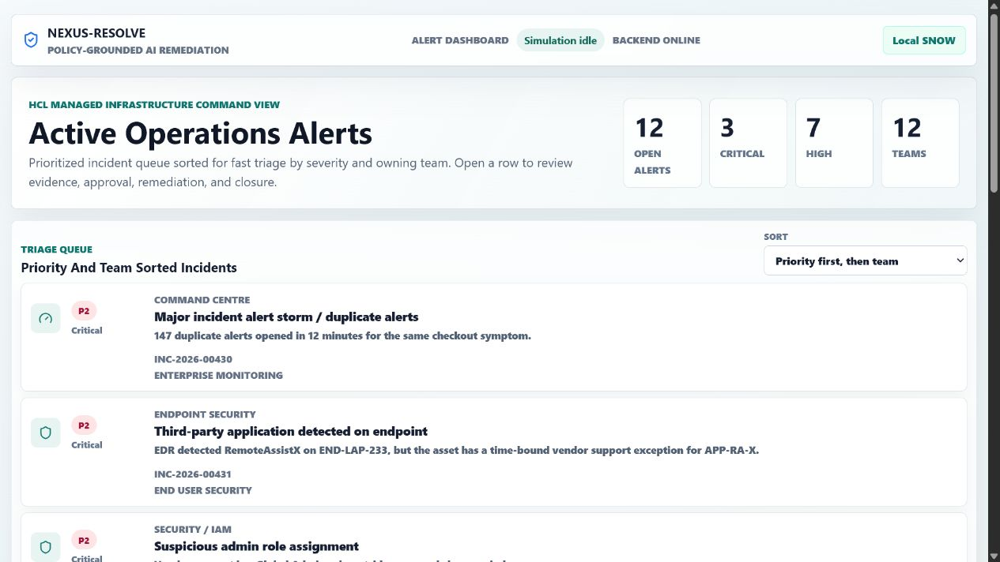 NEXUS-RESOLVE
POLICY-GROUNDED AI REMEDIATION
ALERT DASHBOARD
Simulation idle
BACKEND ONLINE
Local SNOW
HCL MANAGED INFRASTRUCTURE COMMAND VIEW
Active Operations Alerts
Prioritized incident queue sorted for fast triage by severity and owning team. Open a row to review
evidence, approval, remediation, and closure.
12
OPEN
ALERTS
3
CRITICAL
7
HIGH
12
TEAMS
TRIAGE QUEUE
Priority And Team Sorted Incidents
SORT
Priority first, then team
P2
Critical
COMMAND CENTRE
Major incident alert storm / duplicate alerts
147 duplicate alerts opened in 12 minutes for the same checkout symptom.
INC-2026-00430
ENTERPRISE MONITORING
P2
Critical
ENDPOINT SECURITY
Third-party application detected on endpoint
EDR detected RemoteAssistX on END-LAP-233, but the asset has a time-bound vendor support exception for APP-RA-X.
INC-2026-00431
END USER SECURITY
P2
Critical
SECURITY / IAM
Suspicious admin role assignment